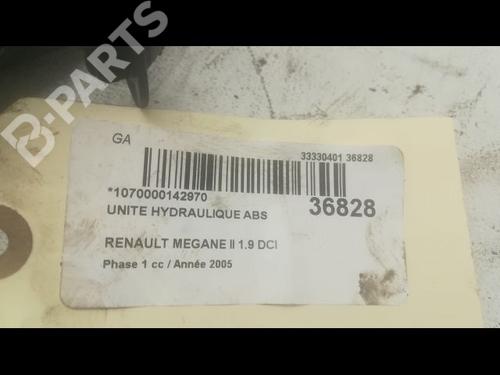 B-PARTS
GA
33330401 36828
*1070000142970
UNITE HYDRAULIQUE ABS
36828
RENAULT MEGANE II 1.9 DCI
Phase 1 cc / Année 2005